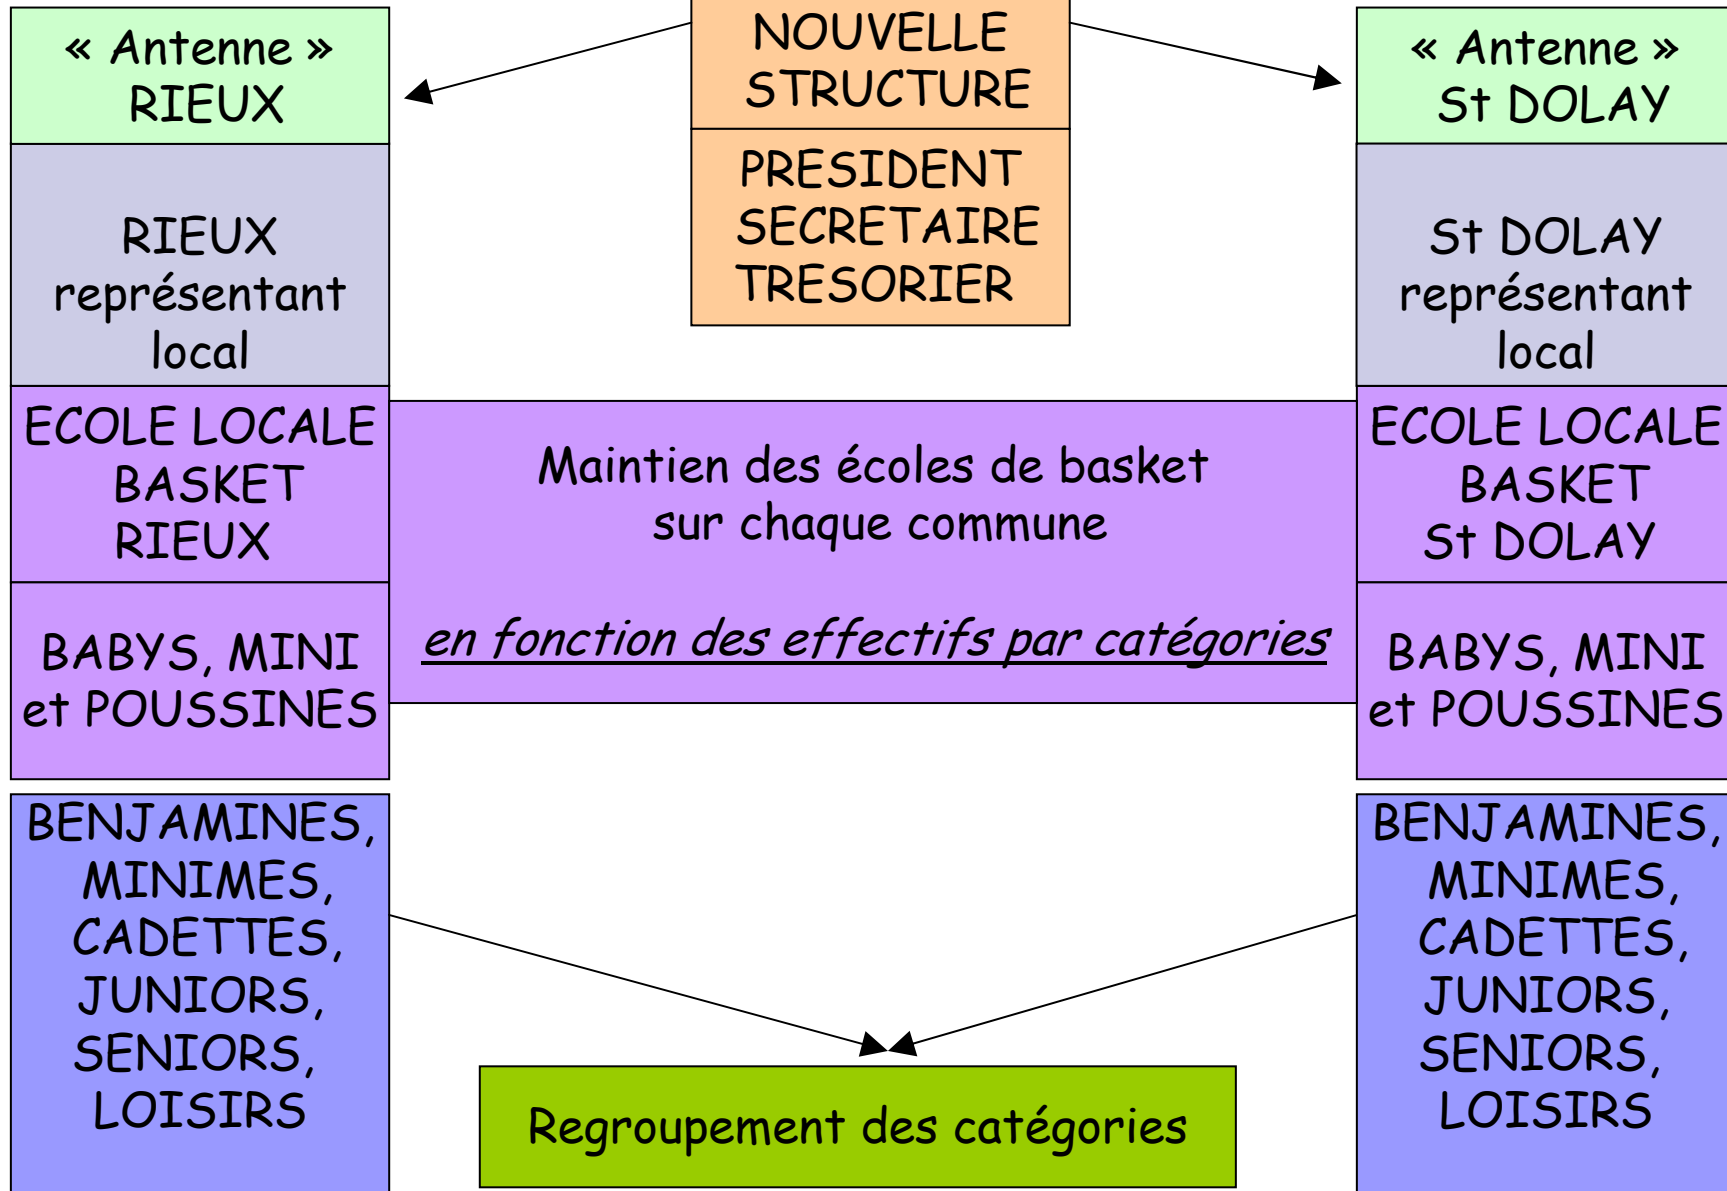 « Antenne »
RIEUX
NOUVELLE
STRUCTURE
« Antenne »
St DOLAY
RIEUX
représentant
local
PRESIDENT
SECRETAIRE
TRESORIER
St DOLAY
représentant
local
ECOLE LOCALE
BASKET
RIEUX
Maintien des écoles de basket
sur chaque commune
en fonction des effectifs par catégories
ECOLE LOCALE
BASKET
St DOLAY
BABYS, MINI
et POUSSINES
BABYS, MINI
et POUSSINES
BENJAMINES,
MINIMES,
CADETTES,
JUNIORS,
SENIORS,
LOISIRS
BENJAMINES,
MINIMES,
CADETTES,
JUNIORS,
SENIORS,
LOISIRS
Regroupement des catégories